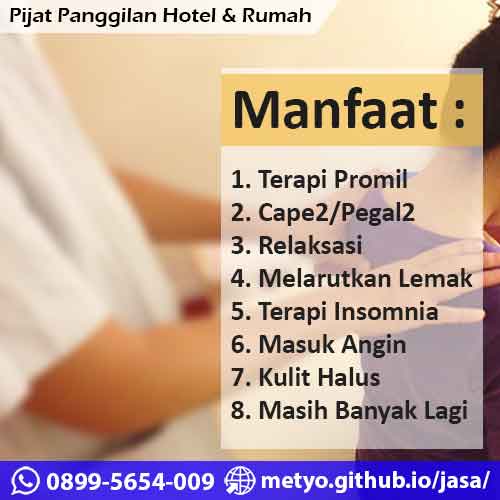 Pijat Panggilan Hotel & Rumah
Manfaat :
1. Terapi Promil
2. Cape2/Pegal2
3. Relaksasi
4. Melarutkan Lemak
5. Terapi Insomnia
6. Masuk Angin
7. Kulit Halus
8. Masih Banyak Lagi
0899-5654-009 metyo.github.io/jasa/